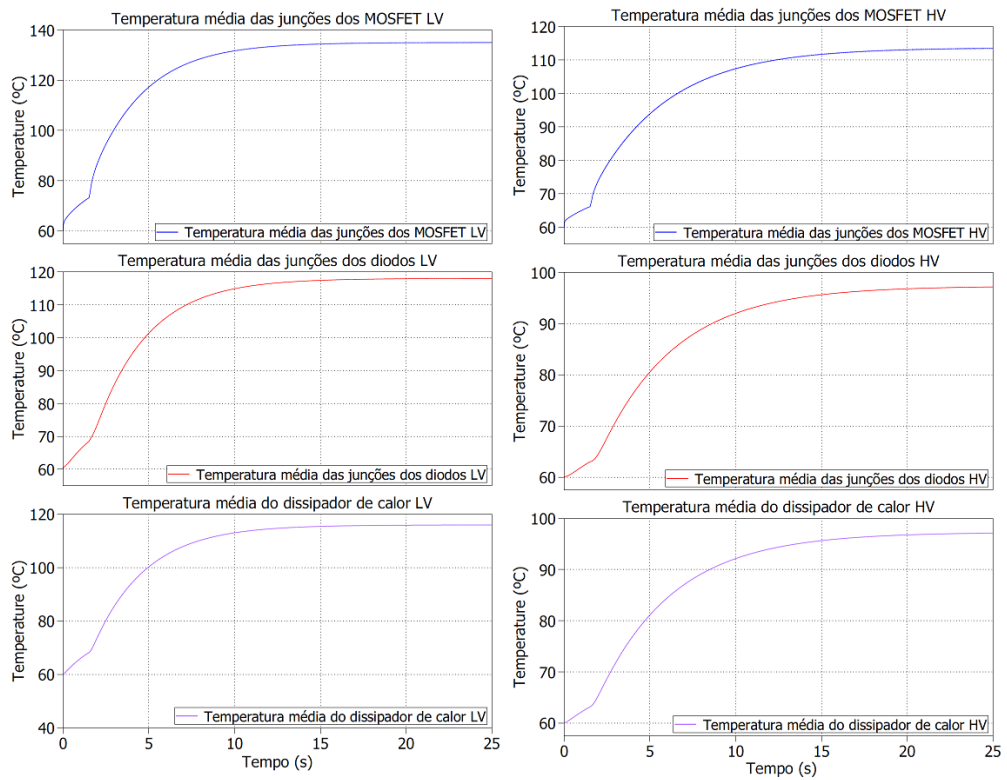 Temperatura média das junções dos MOSFET LV
Temperature (ºC)
140
120
100
80
60
Temperatura média das junções dos MOSFET LV
Temperatura média das junções dos diodos LV
Temperature (ºC)
120
110
100
90
80
70
60
Temperatura média das junções dos diodos LV
Temperatura média do dissipador de calor LV
Temperature (ºC)
120
100
80
60
40
Temperatura média do dissipador de calor LV
0 5 10 15 20 25
Tempo (s)
Temperatura média das junções dos MOSFET HV
Temperature (ºC)
120
110
100
90
80
70
60
Temperatura média das junções dos MOSFET HV
Temperatura média das junções dos diodos HV
Temperature (ºC)
100
90
80
70
60
Temperatura média das junções dos diodos HV
Temperatura média do dissipador de calor HV
Temperature (ºC)
100
90
80
70
60
Temperatura média do dissipador de calor HV
0 5 10 15 20 25
Tempo (s)